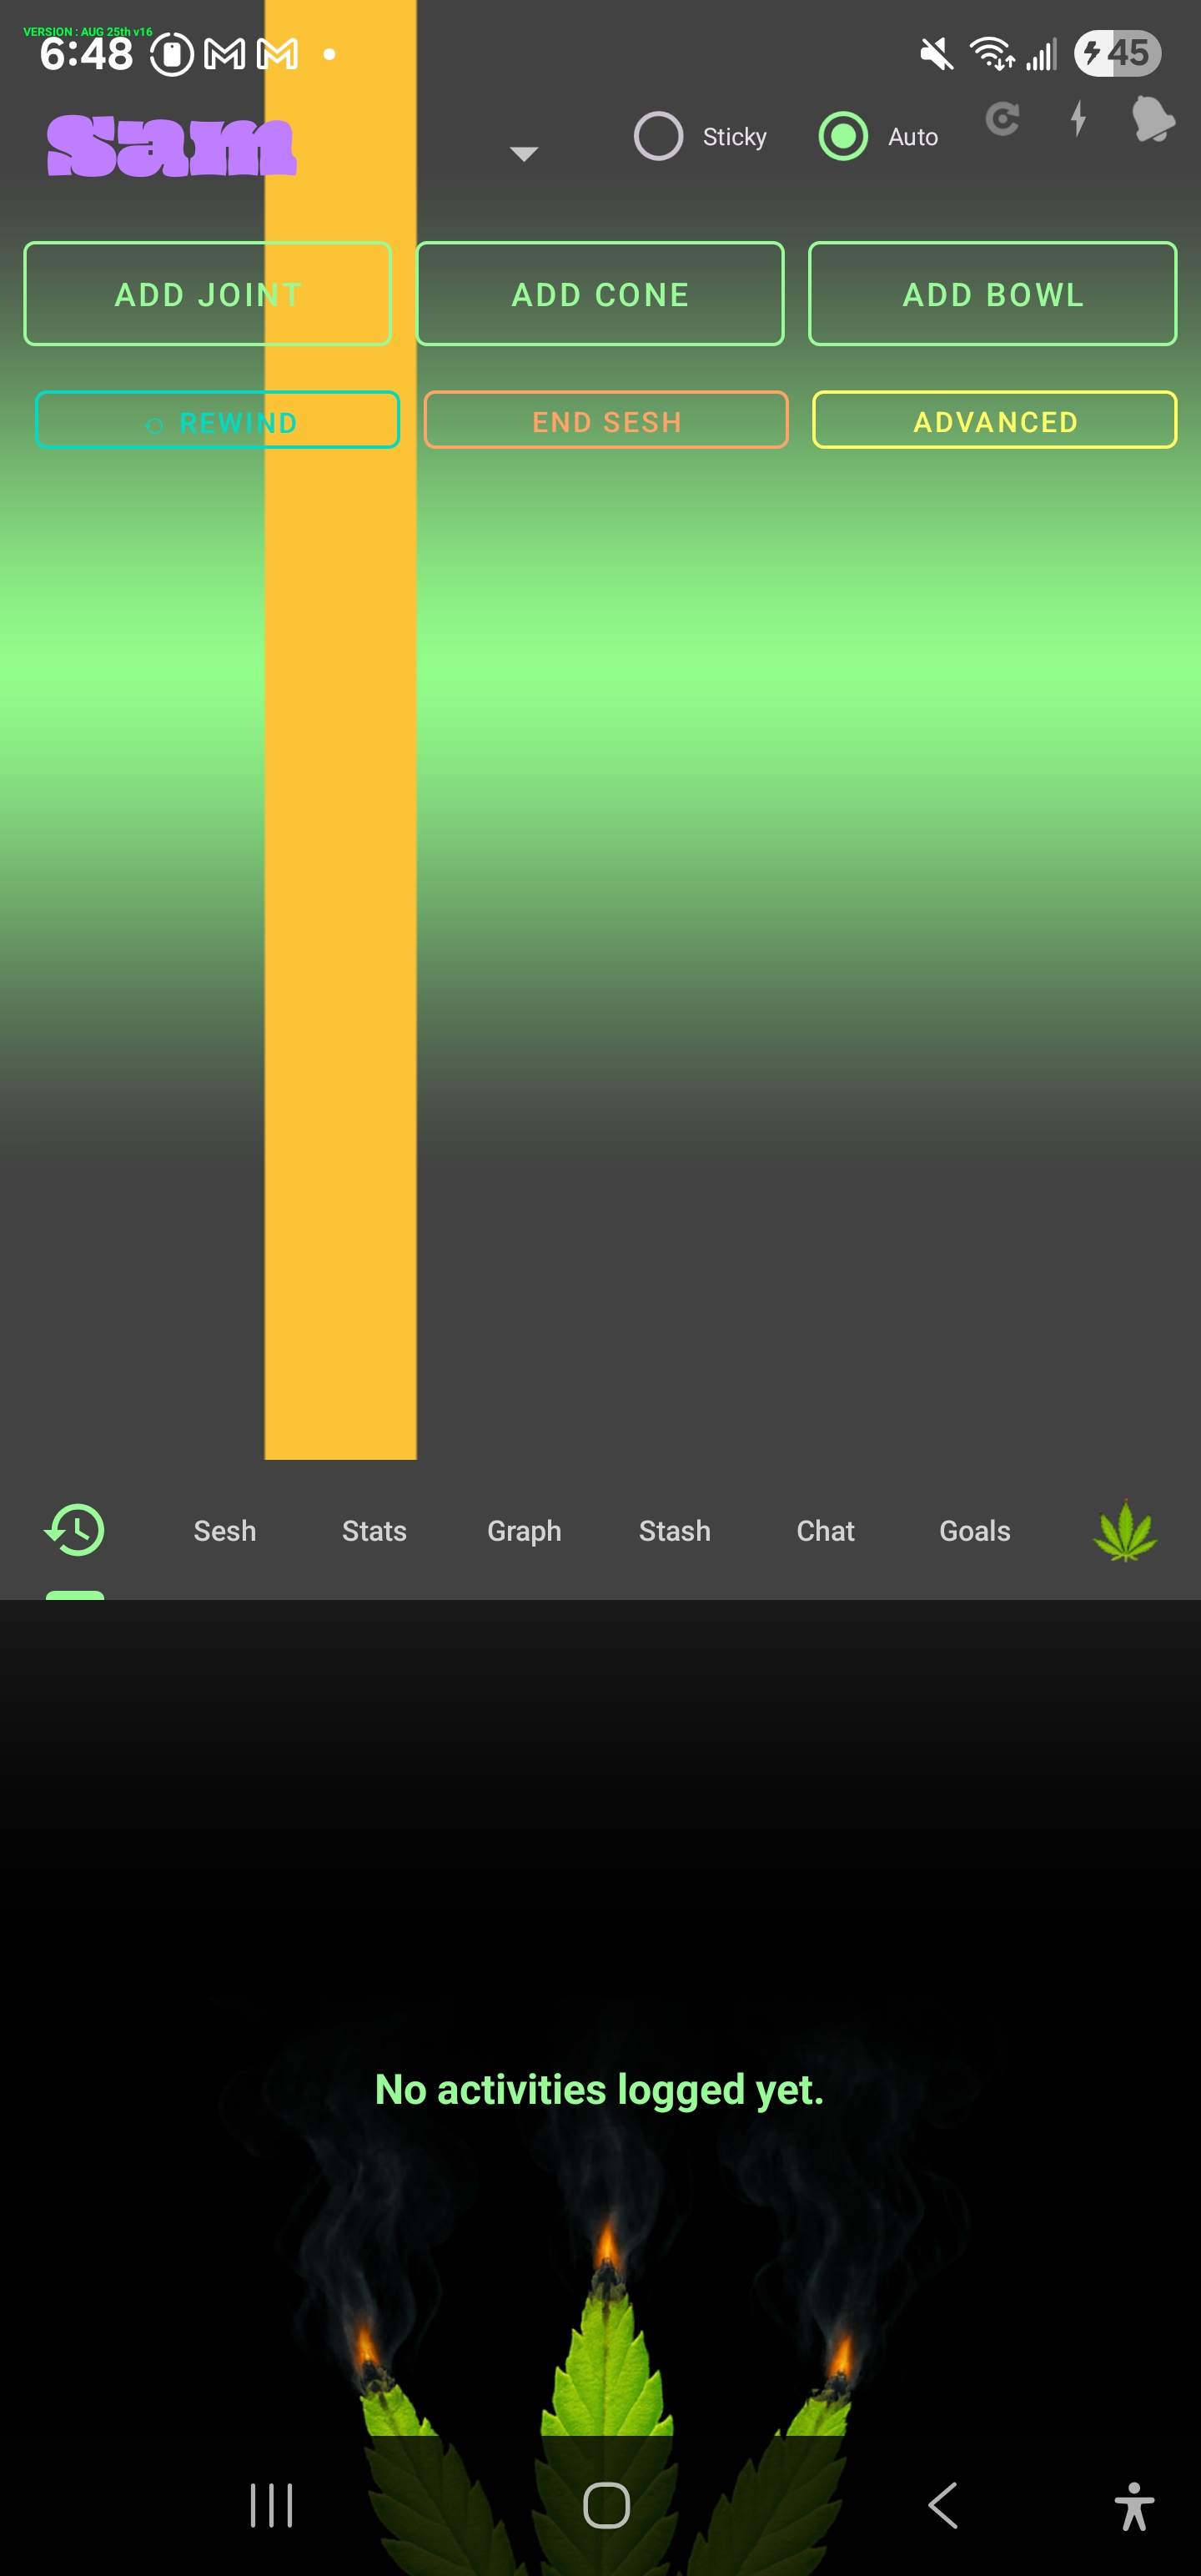 VERSION : AUG 25th v16
6:48
45
Sam
Sticky Auto
ADD JOINT ADD CONE ADD BOWL
REWIND END SESH ADVANCED
Sesh Stats Graph Stash Chat Goals
No activities logged yet.